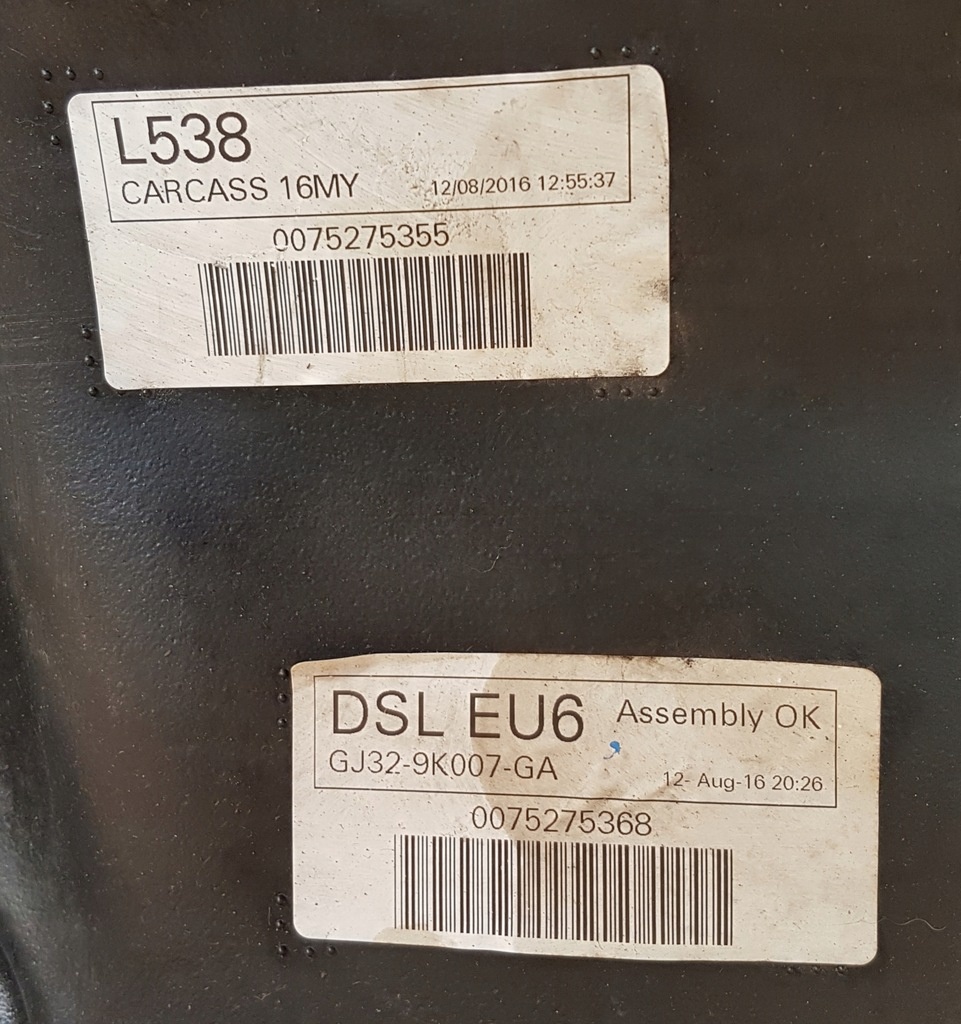 L538
CARCASS 16MY 12/08/2016 12:55:37
0075275355
DSL EU6 Assembly OK
GJ32-9K007-GA 12- Aug-16 20:26
0075275368